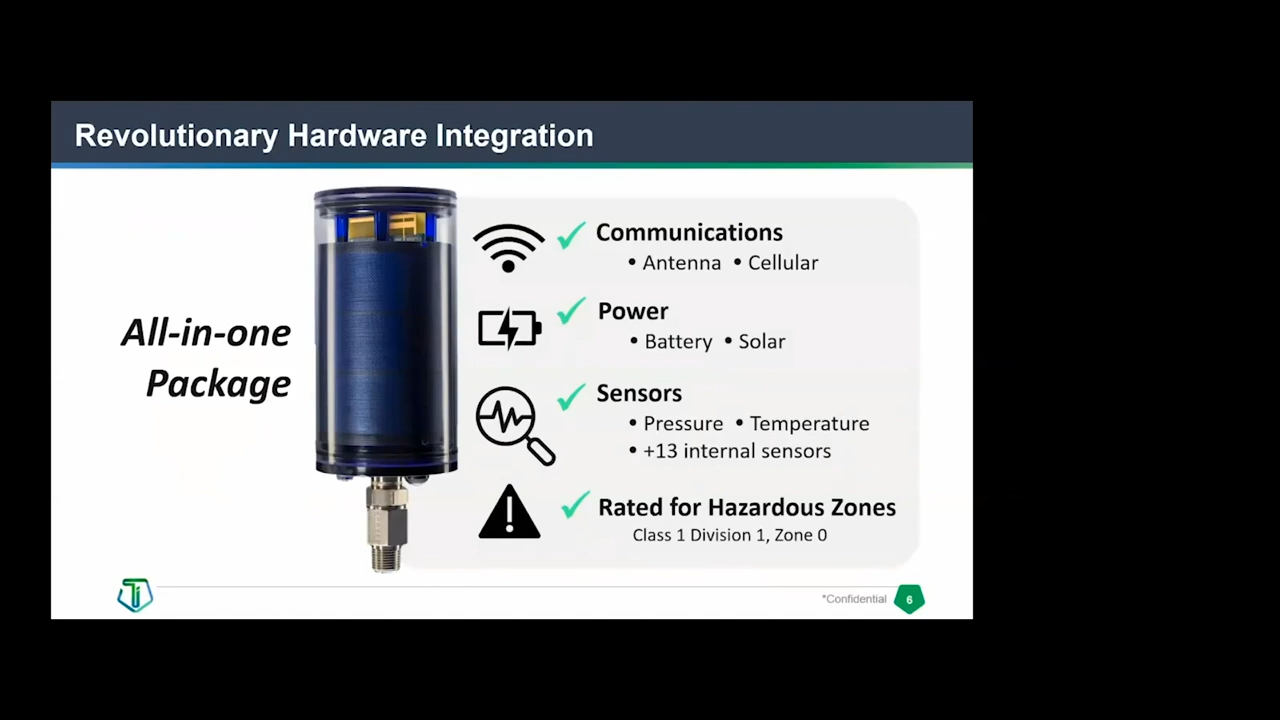 Revolutionary Hardware Integration
All-in-one
Package
Communications
• Antenna • Cellular
Power
• Battery • Solar
Sensors
• Pressure • Temperature
• +13 internal sensors
Rated for Hazardous Zones
Class 1 Division 1, Zone 0
Ti
*Confidential
6